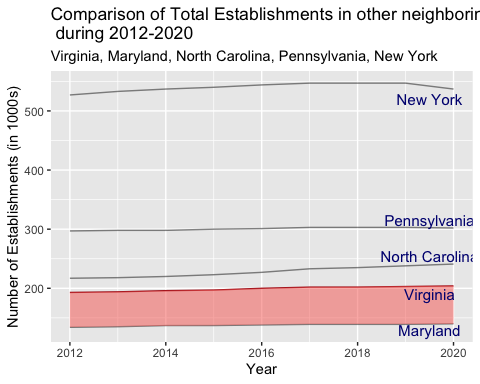 Comparison of Total Establishments in other neighborin
during 2012-2020
Virginia, Maryland, North Carolina, Pennsylvania, New York
Number of Establishments (in 1000s)
500
400
300
200
New York
Pennsylvania
North Carolina
Virginia
Maryland
2012 2014 2016 2018 2020
Year